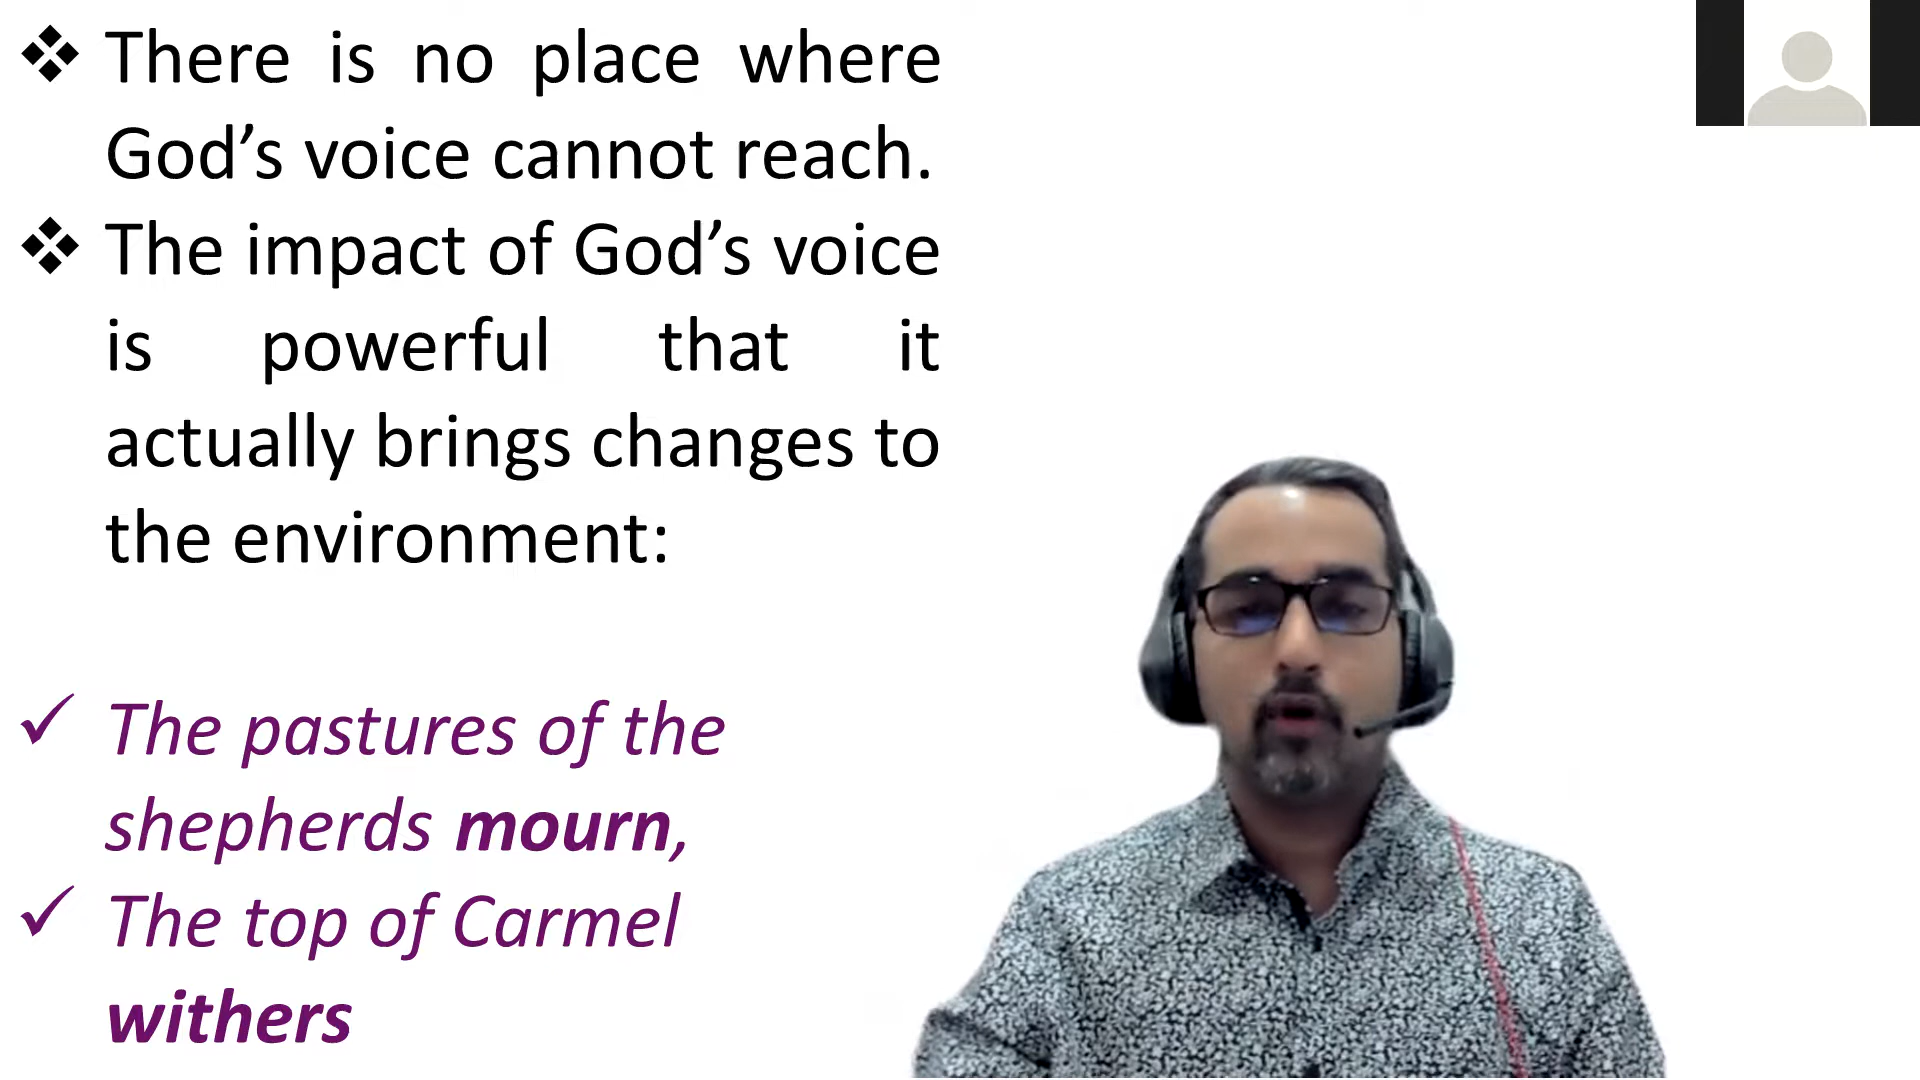 There is no place where
God’s voice cannot reach.
The impact of God’s voice
is powerful that it
actually brings changes to
the environment:
The pastures of the
shepherds mourn,
The top of Carmel
withers